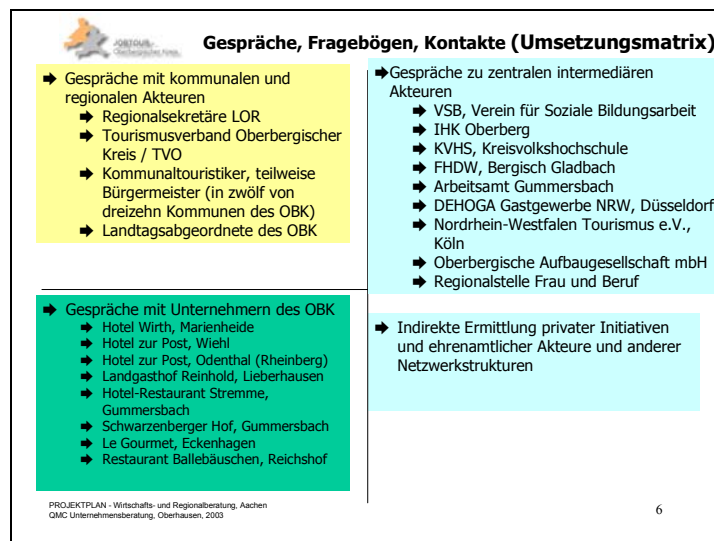 JOBTOUR-
Oberbergischer Kreis.
Gespräche, Fragebögen, Kontakte (Umsetzungsmatrix)
➡ Gespräche mit kommunalen und
regionalen Akteuren
➡ Regionalsekretäre LOR
➡ Tourismusverband Oberbergischer
Kreis / TVO
➡ Kommunaltouristiker, teilweise
Bürgermeister (in zwölf von
dreizehn Kommunen des OBK)
➡ Landtagsabgeordnete des OBK
➡Gespräche zu zentralen intermediären
Akteuren
➡ VSB, Verein für Soziale Bildungsarbeit
➡ IHK Oberberg
➡ KVHS, Kreisvolkshochschule
➡ FHDW, Bergisch Gladbach
➡ Arbeitsamt Gummersbach
➡ DEHOGA Gastgewerbe NRW, Düsseldorf
➡ Nordrhein-Westfalen Tourismus e.V.,
Köln
➡ Oberbergische Aufbaugesellschaft mbH
➡ Regionalstelle Frau und Beruf
➡ Gespräche mit Unternehmern des OBK
➡ Hotel Wirth, Marienheide
➡ Hotel zur Post, Wiehl
➡ Hotel zur Post, Odenthal (Rheinberg)
➡ Landgasthof Reinhold, Lieberhausen
➡ Hotel-Restaurant Stremme,
Gummersbach
➡ Schwarzenberger Hof, Gummersbach
➡ Le Gourmet, Eckenhagen
➡ Restaurant Ballebäuschen, Reichshof
➡ Indirekte Ermittlung privater Initiativen
und ehrenamtlicher Akteure und anderer
Netzwerkstrukturen
PROJEKTPLAN - Wirtschafts- und Regionalberatung, Aachen
QMC Unternehmensberatung, Oberhausen, 2003
6